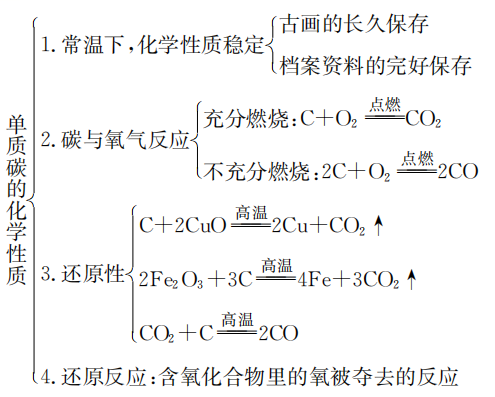 单质碳的化学性质
1.常温下,化学性质稳定
古画的长久保存
档案资料的完好保存
2.碳与氧气反应
充分燃烧:C+O₂ 点燃═ CO₂
不充分燃烧:2C+O₂ 点燃═ 2CO
3.还原性
C+2CuO 高温═ 2Cu+CO₂↑
2Fe₂O₃+3C 高温═ 4Fe+3CO₂↑
CO₂+C 高温═ 2CO
4.还原反应:含氧化合物里的氧被夺去的反应